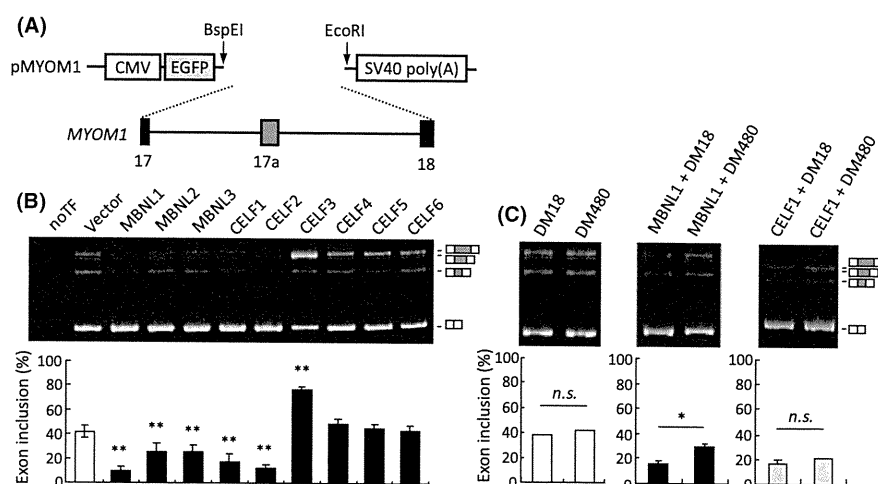 (A)
BspEI EcoRI
pMYOM1 CMV EGFP SV40 poly(A)
MYOM1
17 17a 18
(B)
noTF Vector MBNL1 MBNL2 MBNL3 CELF1 CELF2 CELF3 CELF4 CELF5 CELF6
Exon inclusion (%)
100
80
60
40
20
0
** ** ** ** ** **
(C)
DM18 DM480 MBNL1 + DM18 MBNL1 + DM480 CELF1 + DM18 CELF1 + DM480
Exon inclusion (%)
100 100 100
80 80 80
60 60 60
40 40 40
20 20 20
0 0 0
n.s. * n.s.